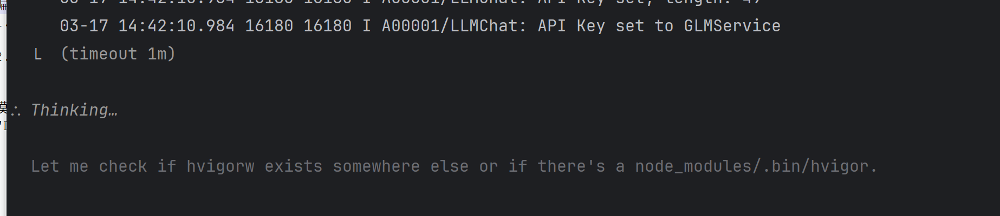 03-17 14:42:10.984 16180 16180 I A00001/LLMChat: API Key set, length: 49
03-17 14:42:10.984 16180 16180 I A00001/LLMChat: API Key set to GLMService
(timeout 1m)
∴ Thinking…
Let me check if hvigorw exists somewhere else or if there's a node_modules/.bin/hvigor.